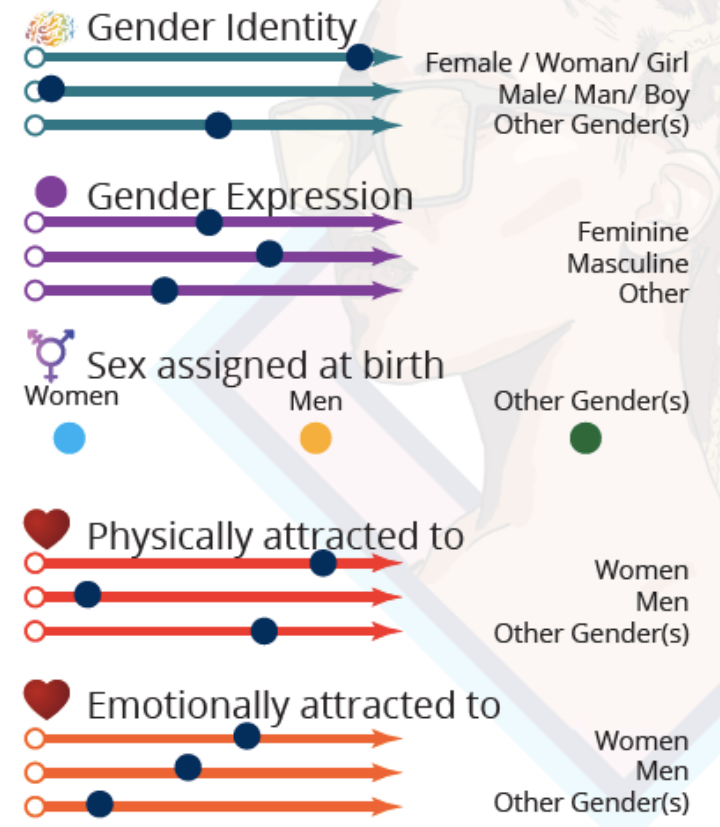 Gender Identity
Female / Woman/ Girl
Male/ Man/ Boy
Other Gender(s)
Gender Expression
Feminine
Masculine
Other
Sex assigned at birth
Women
Men
Other Gender(s)
Physically attracted to
Women
Men
Other Gender(s)
Emotionally attracted to
Women
Men
Other Gender(s)